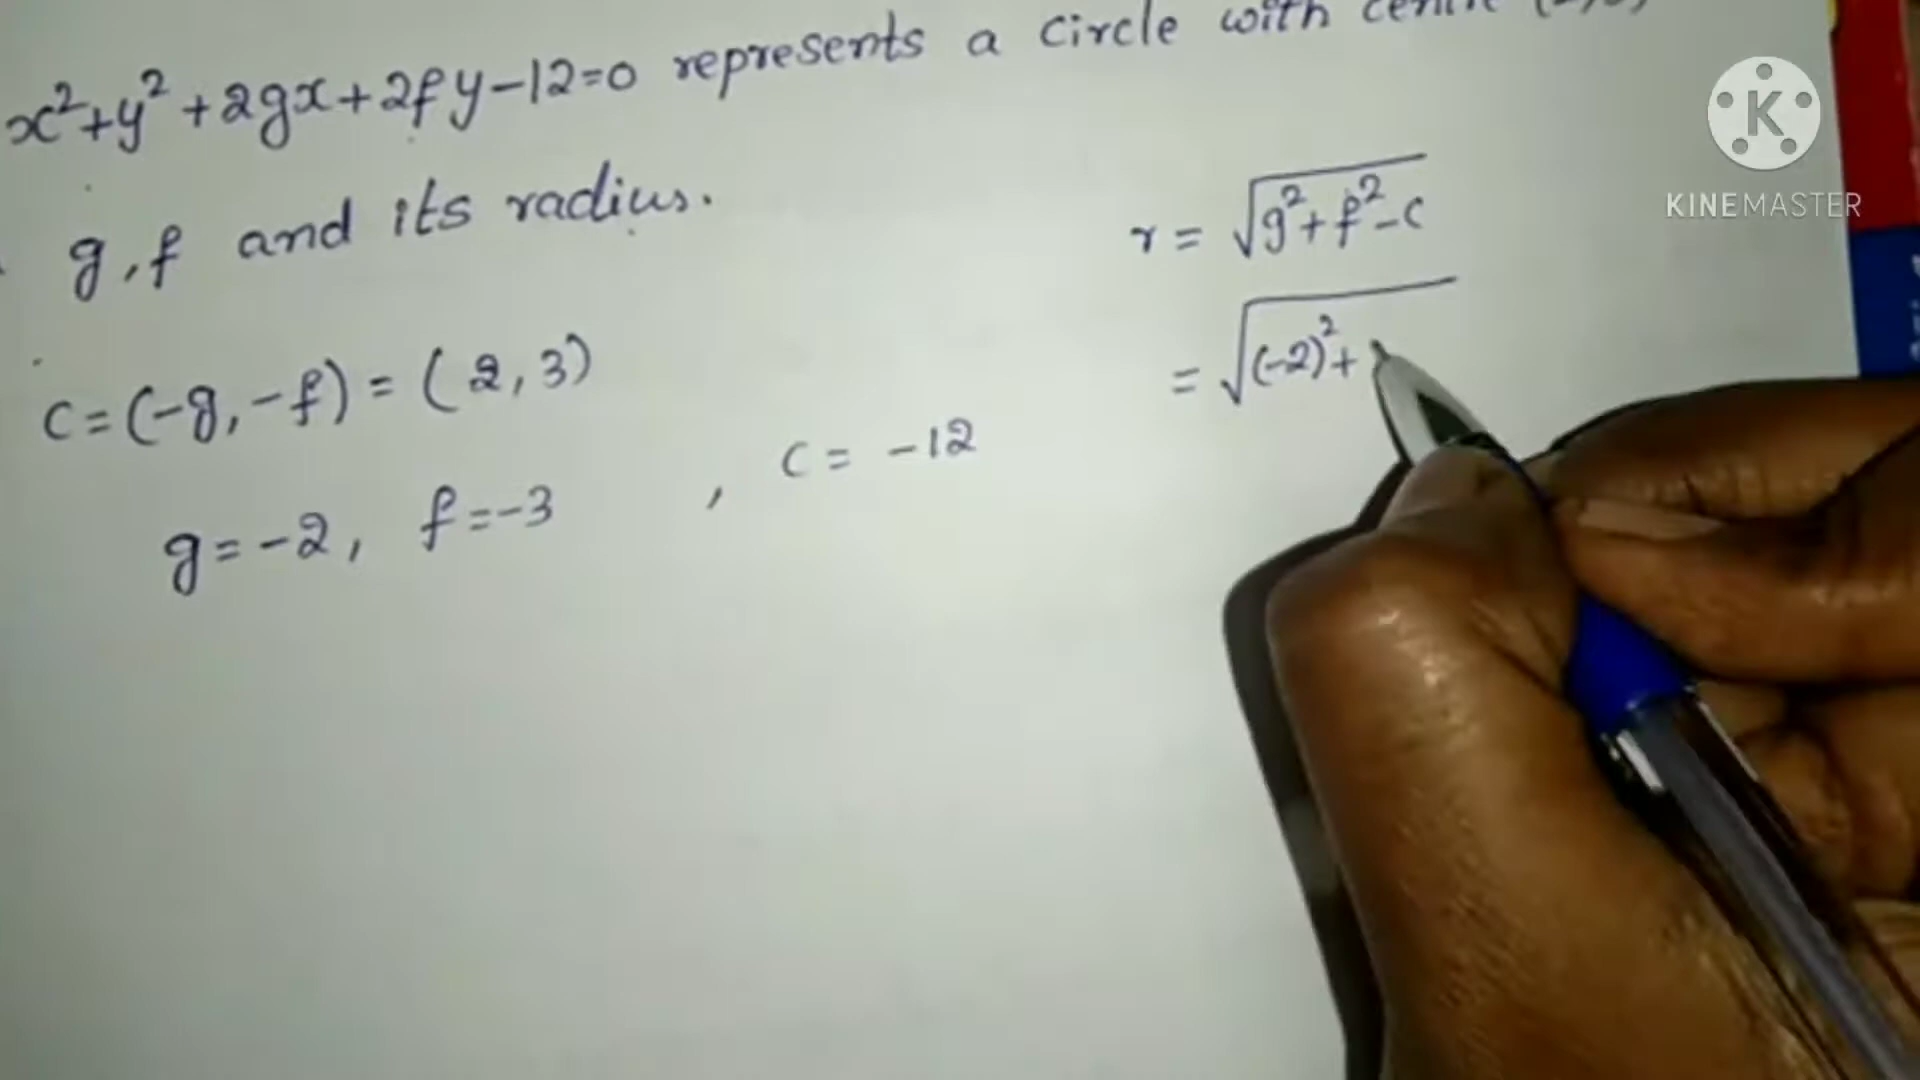 x²+y²+2gx+2fy-12=0 represents a circle with centre
g, f and its radius.
C=(-g,-f)=(2,3)
g=-2, f=-3, c= -12
r = √g²+f²-c
= √(-2)²+
K
KINEMASTER